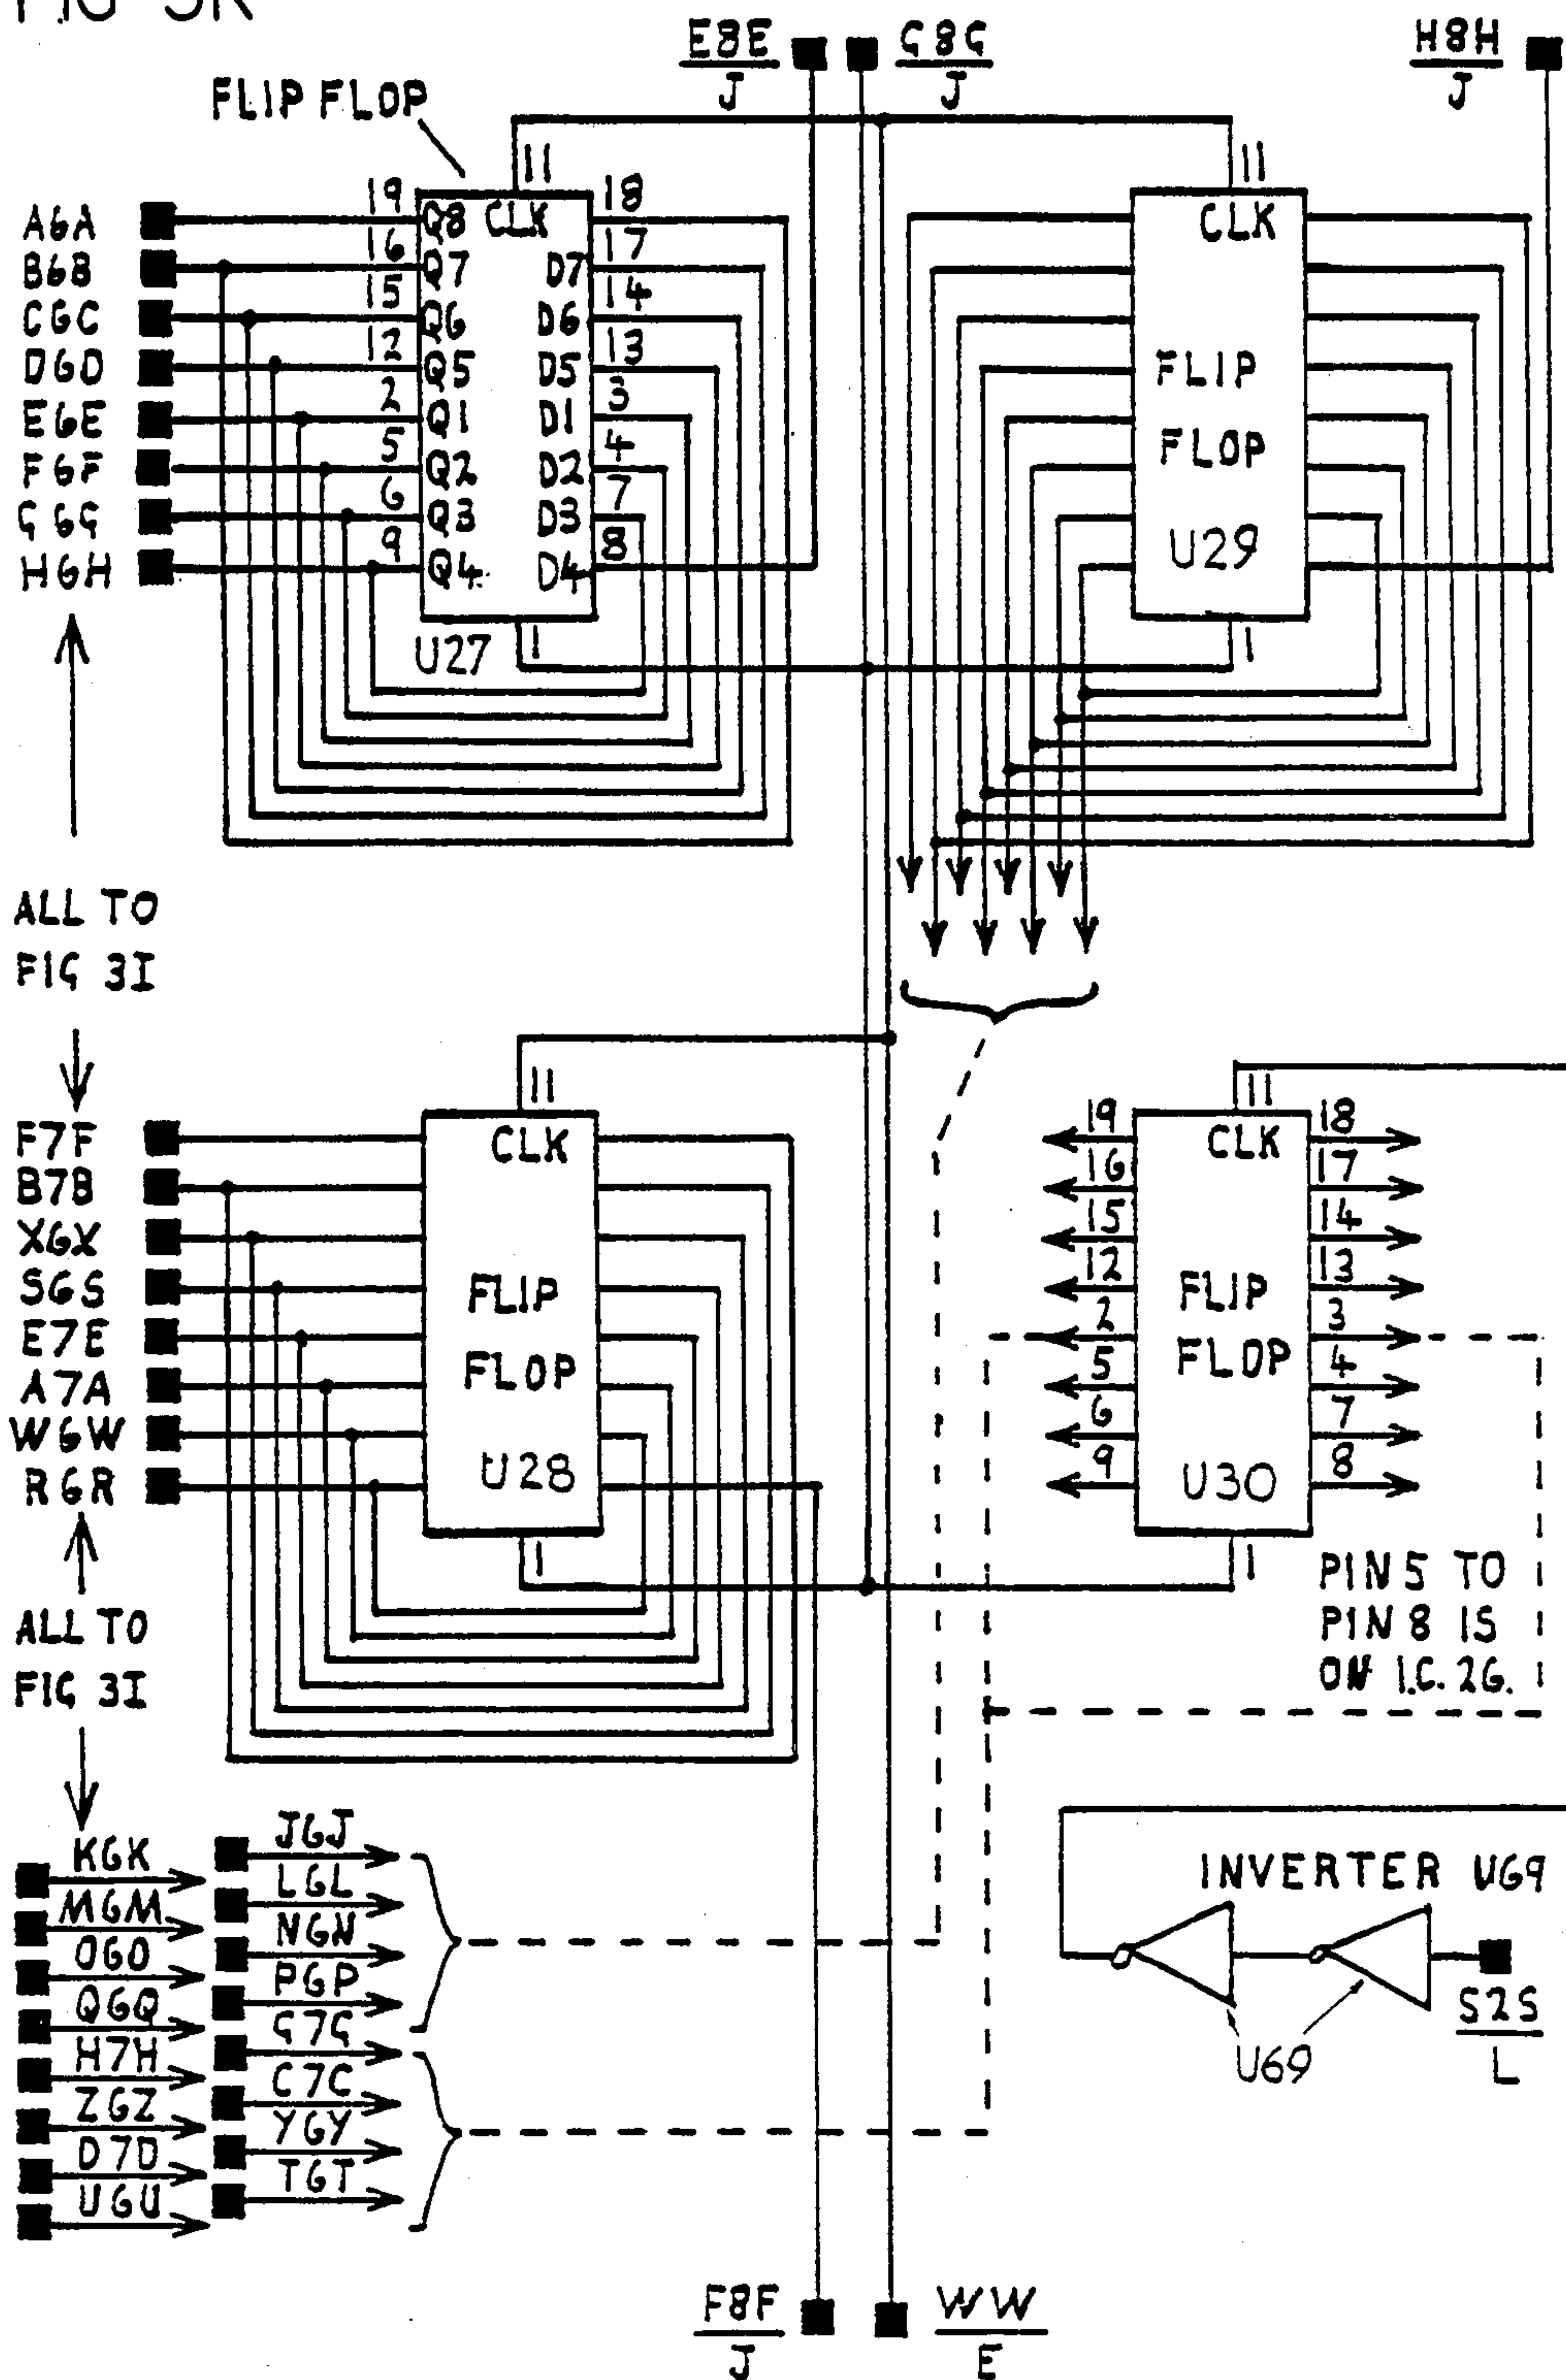 FIG 3K
E8E
J
G8G
J
H8H
J
FLIP FLOP
11
11
A6A
B6B
C6C
D6D
E6E
F6F
G6G
H6H
19
16
15
12
2
5
6
9
Q8 CLK
Q7 D7
Q6 D6
Q5 D5
Q1 D1
Q2 D2
Q3 D3
Q4 D4
18
17
14
13
3
4
7
8
U27
1
CLK
FLIP
FLOP
U29
1
ALL TO
FIG 3I
11
F7F
B7B
X6X
S6S
E7E
A7A
W6W
R6R
CLK
FLIP
FLOP
U28
1
11
19
16
15
12
2
5
6
9
CLK
FLIP
FLOP
U30
18
17
14
13
3
4
7
8
1
PIN 5 TO
PIN 8 IS
ON I.C. 26.
ALL TO
FIG 3I
K6K
M6M
O6O
Q6Q
H7H
Z6Z
D7D
U6U
J6J
L6L
N6N
P6P
G7G
C7C
Y6Y
T6T
INVERTER U69
U69
S2S
L
F8F
J
WW
E